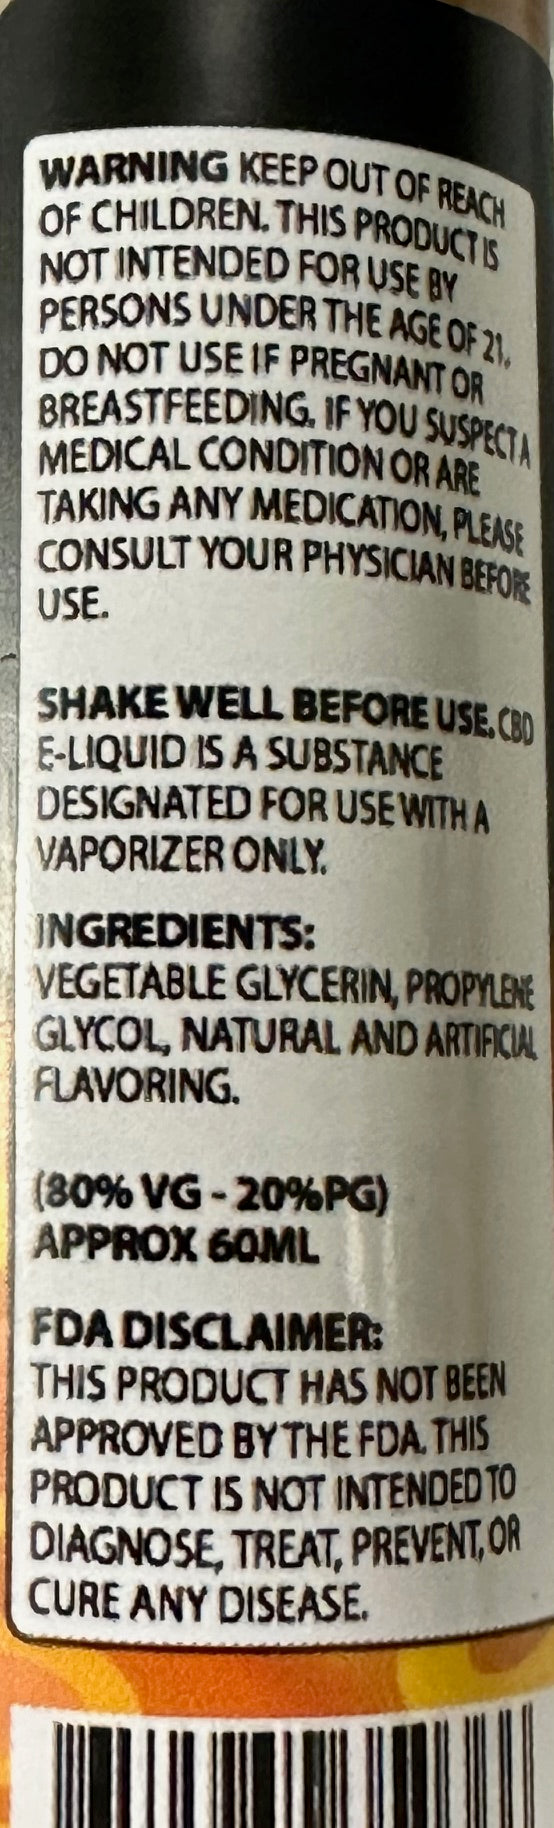 WARNING KEEP OUT OF REACH
OF CHILDREN. THIS PRODUCT IS
NOT INTENDED FOR USE BY
PERSONS UNDER THE AGE OF 21.
DO NOT USE IF PREGNANT OR
BREASTFEEDING. IF YOU SUSPECT A
MEDICAL CONDITION OR ARE
TAKING ANY MEDICATION, PLEASE
CONSULT YOUR PHYSICIAN BEFORE
USE.
SHAKE WELL BEFORE USE. CBD
E-LIQUID IS A SUBSTANCE
DESIGNATED FOR USE WITH A
VAPORIZER ONLY.
INGREDIENTS:
VEGETABLE GLYCERIN, PROPYLENE
GLYCOL, NATURAL AND ARTIFICIAL
FLAVORING.
(80% VG - 20%PG)
APPROX 60ML
FDA DISCLAIMER:
THIS PRODUCT HAS NOT BEEN
APPROVED BY THE FDA. THIS
PRODUCT IS NOT INTENDED TO
DIAGNOSE, TREAT, PREVENT, OR
CURE ANY DISEASE.